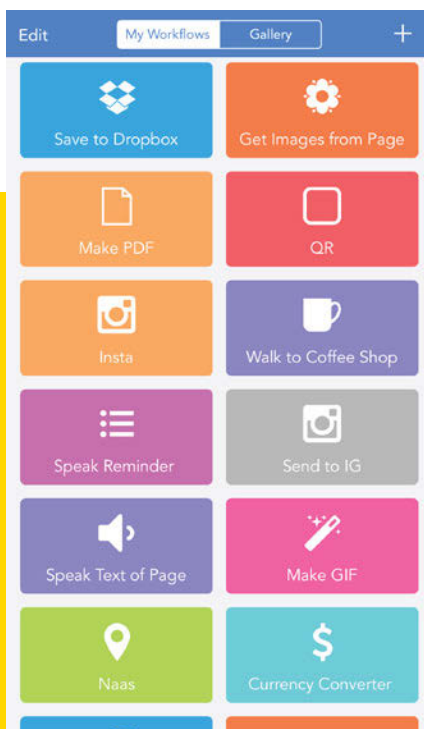 Edit My Workflows Gallery +
Save to Dropbox Get Images from Page
Make PDF QR
Insta Walk to Coffee Shop
Speak Reminder Send to IG
Speak Text of Page Make GIF
Naas Currency Converter